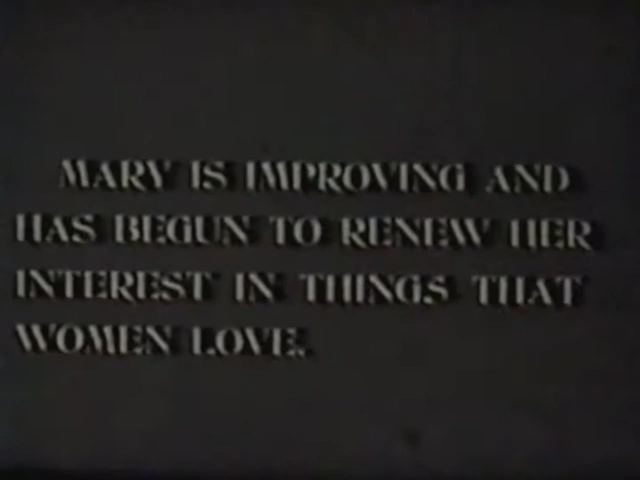 MARY IS IMPROVING AND
HAS BEGUN TO RENEW HER
INTEREST IN THINGS THAT
WOMEN LOVE.